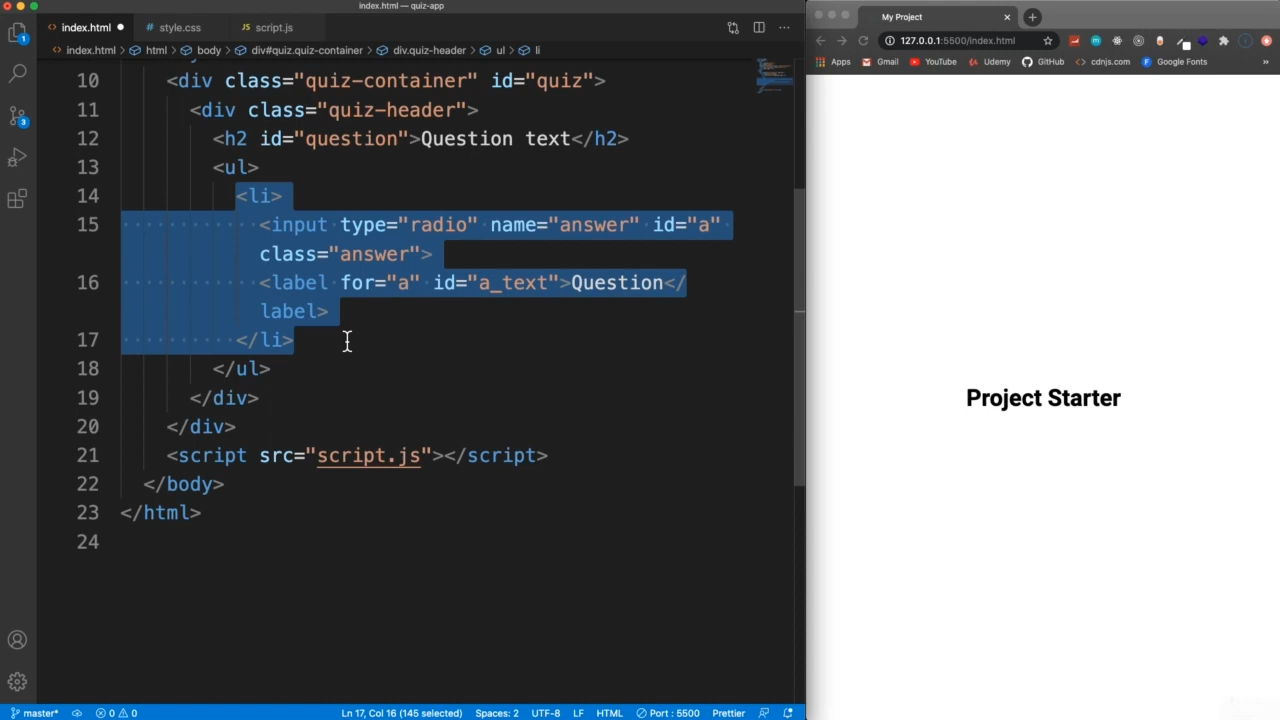 index.html — quiz-app
index.html
style.css
script.js
index.html > html > body > div#quiz.quiz-container > div.quiz-header > ul > li
10 <div class="quiz-container" id="quiz">
11 <div class="quiz-header">
12 <h2 id="question">Question text</h2>
13 <ul>
14 <li>
15 <input type="radio" name="answer" id="a"
class="answer">
16 <label for="a" id="a_text">Question</
label>
17 </li>
18 </ul>
19 </div>
20 </div>
21 <script src="script.js"></script>
22 </body>
23 </html>
24
1
3
master*
0
0
Ln 17, Col 16 (145 selected)
Spaces: 2
UTF-8
LF
HTML
Port : 5500
Prettier
My Project
127.0.0.1:5500/index.html
Apps
Gmail
YouTube
Udemy
GitHub
cdnjs.com
Google Fonts
»
Project Starter